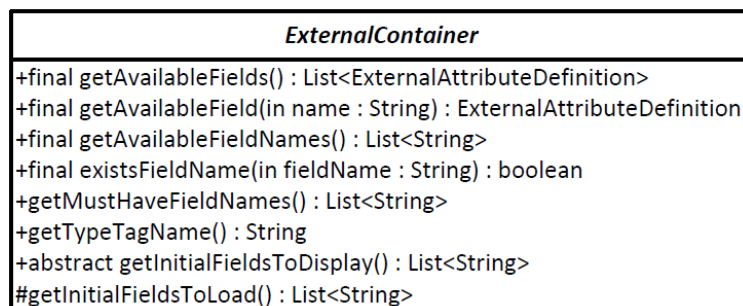 ExternalContainer
+final getAvailableFields() : List<ExternalAttributeDefinition>
+final getAvailableField(in name : String) : ExternalAttributeDefinition
+final getAvailableFieldNames() : List<String>
+final existsFieldName(in fieldName : String) : boolean
+getMustHaveFieldNames() : List<String>
+getTypeTagName() : String
+abstract getInitialFieldsToDisplay() : List<String>
#getInitialFieldsToLoad() : List<String>